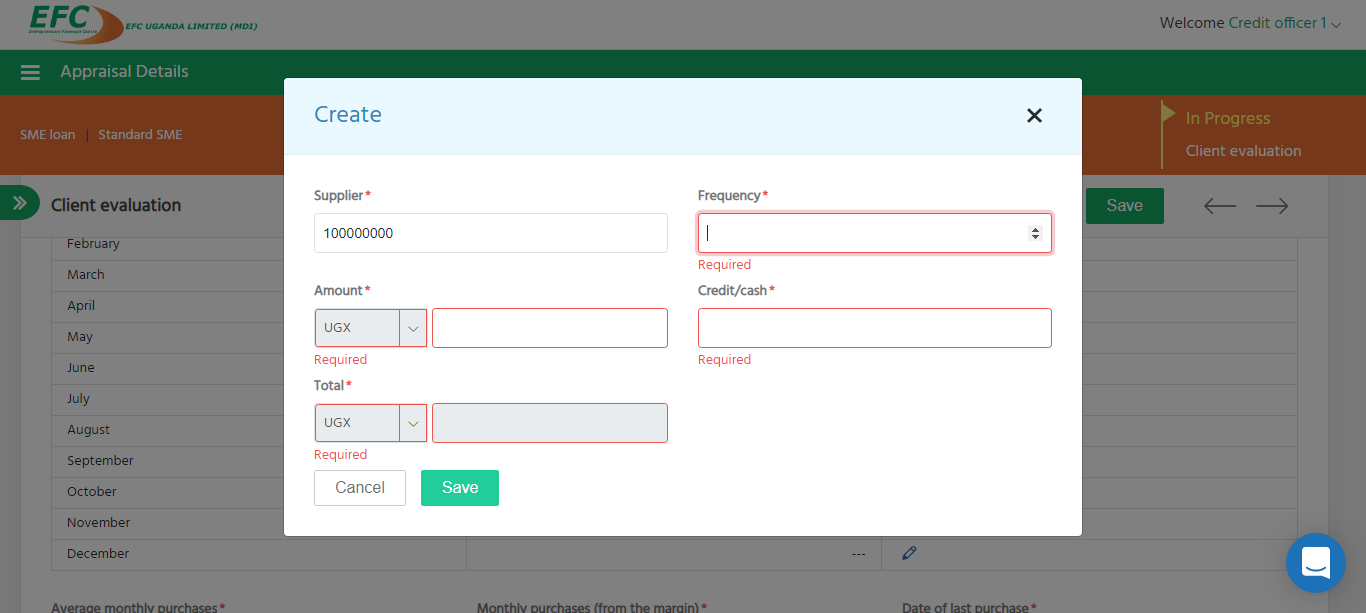 EFC
Entrepreneurs Financial Centre
EFC UGANDA LIMITED (MDI)
Welcome Credit officer 1
Appraisal Details
Create
SME loan | Standard SME
In Progress
Client evaluation
Client evaluation
Save
Supplier*
Frequency*
100000000
Required
February
March
April
May
June
July
August
September
October
November
December
---
Amount*
Credit/cash*
UGX
Required
Required
Total*
UGX
Required
Cancel
Save
Average monthly purchases*
Monthly purchases (from the margin)*
Date of last purchase*